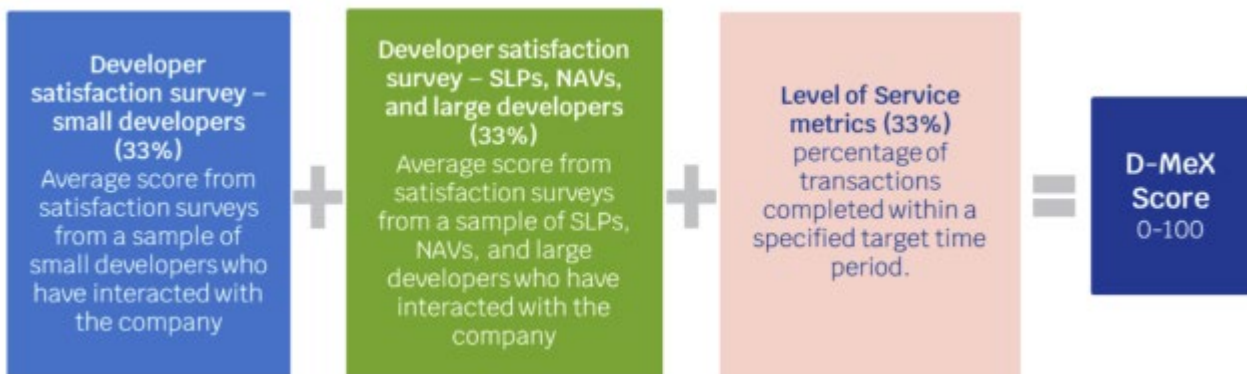 Developer
satisfaction survey –
small developers
(33%)
Average score from
satisfaction surveys
from a sample of
small developers who
have interacted with
the company
+
Developer satisfaction
survey – SLPs, NAVs,
and large developers
(33%)
Average score from
satisfaction surveys
from a sample of SLPs,
NAVs, and large
developers who have
interacted with the
company
+
Level of Service
metrics (33%)
percentage of
transactions
completed within a
specified target time
period.
=
D-MeX
Score
0-100